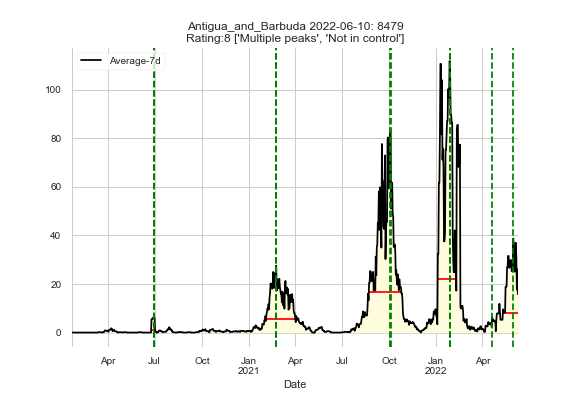 Antigua_and_Barbuda 2022-06-10: 8479
Rating:8 ['Multiple peaks', 'Not in control']
Average-7d
100
80
60
40
20
0
Apr Jul Oct Jan Apr Jul Oct Jan Apr
2021 2022
Date